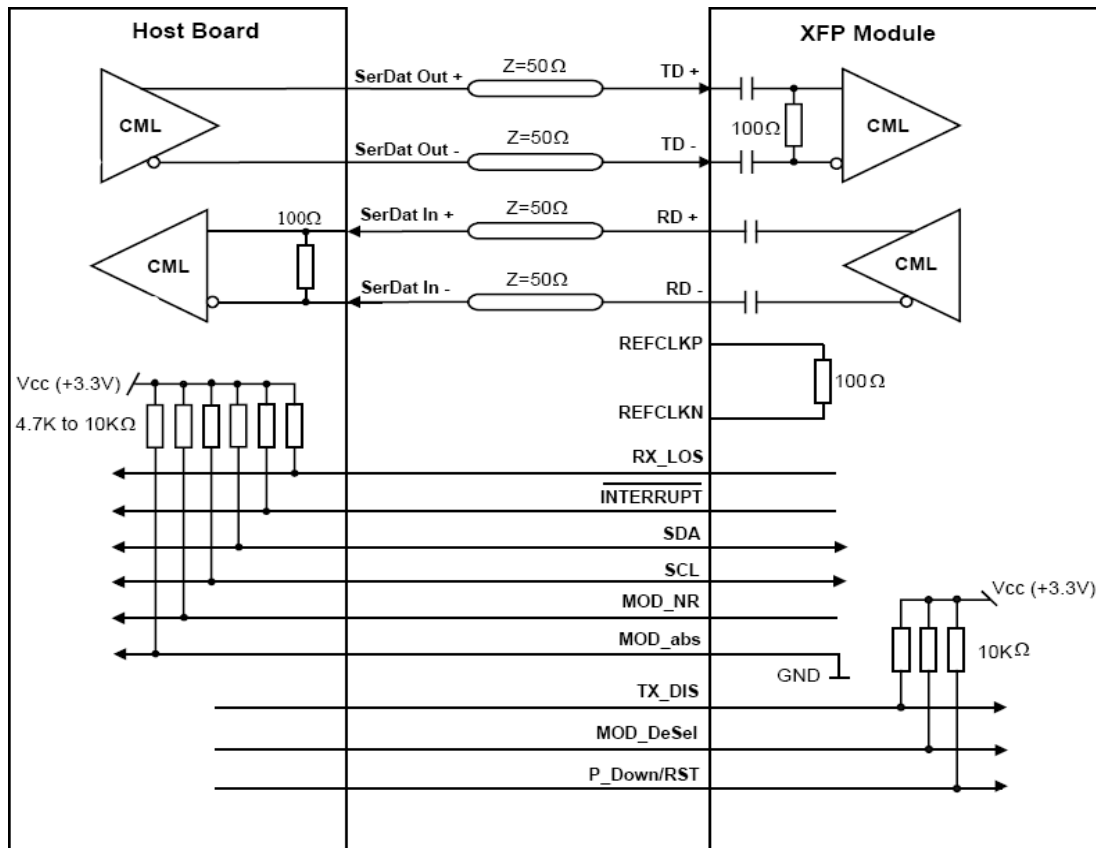 Host Board
XFP Module
SerDat Out +
Z=50Ω
TD +
CML
100Ω
CML
SerDat Out -
Z=50Ω
TD -
100Ω
SerDat In +
Z=50Ω
RD +
CML
CML
SerDat In -
Z=50Ω
RD -
REFCLKP
Vcc (+3.3V)
100Ω
4.7K to 10KΩ
REFCLKN
RX_LOS
INTERRUPT
SDA
SCL
Vcc (+3.3V)
MOD_NR
MOD_abs
10KΩ
GND
TX_DIS
MOD_DeSel
P_Down/RST